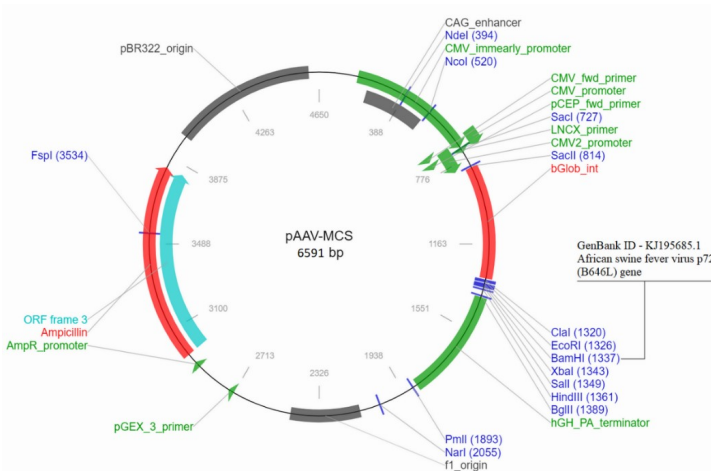 CAG_enhancer
NdeI (394)
CMV_immearly_promoter
NcoI (520)
pBR322_origin
4650
4263
388
CMV_fwd_primer
CMV_promoter
pCEP_fwd_primer
SacI (727)
LNCX_primer
CMV2_promoter
SacII (814)
bGlob_int
FspI (3534)
3875
776
pAAV-MCS
6591 bp
3488
1163
GenBank ID - KJ195685.1
African swine fever virus p72
(B646L) gene
3100
1551
ORF frame 3
Ampicillin
AmpR_promoter
ClaI (1320)
EcoRI (1326)
BamHI (1337)
XbaI (1343)
SalI (1349)
HindIII (1361)
BglII (1389)
hGH_PA_terminator
2713
2326
1938
pGEX_3_primer
PmlI (1893)
NarI (2055)
f1_origin